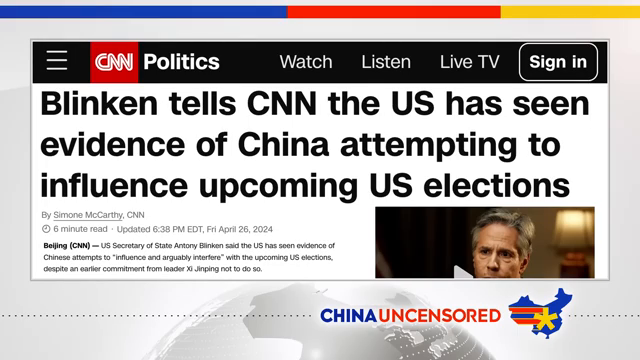 CNN Politics Watch Listen Live TV Sign in
Blinken tells CNN the US has seen
evidence of China attempting to
influence upcoming US elections
By Simone McCarthy, CNN
6 minute read · Updated 6:38 PM EDT, Fri April 26, 2024
Beijing (CNN) — US Secretary of State Antony Blinken said the US has seen evidence of
Chinese attempts to "influence and arguably interfere" with the upcoming US elections,
despite an earlier commitment from leader Xi Jinping not to do so.
CHINAUNCENSORED